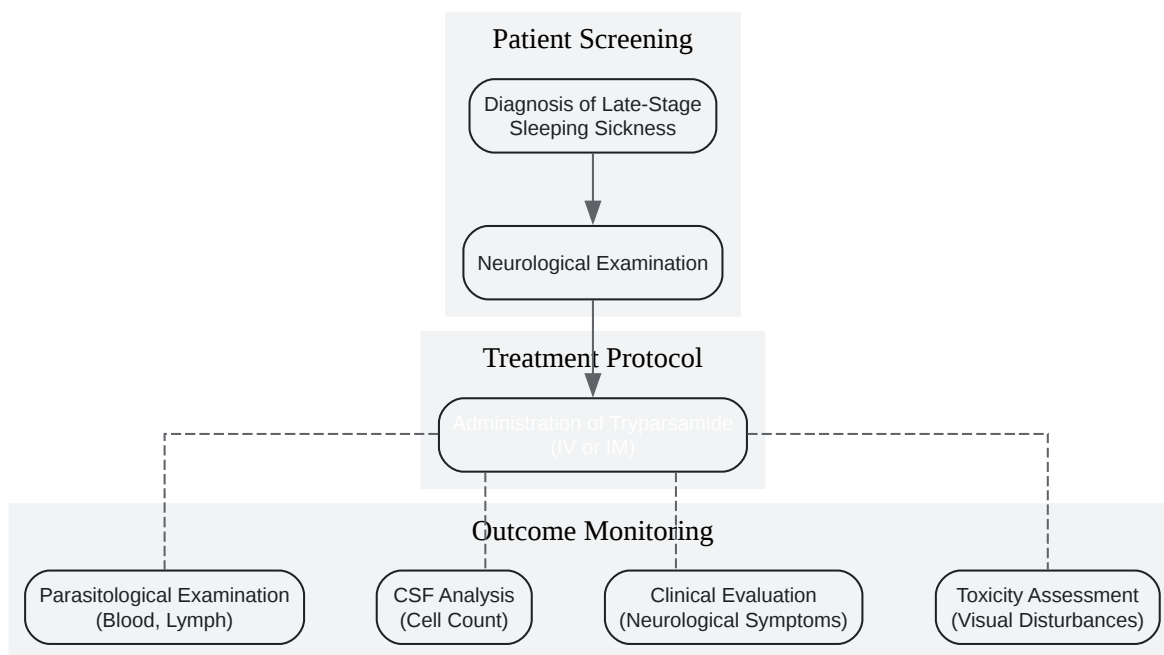 Patient Screening
Diagnosis of Late-Stage
Sleeping Sickness
Neurological Examination
Treatment Protocol
Administration of Tryparsamide
(IV or IM)
Outcome Monitoring
Parasitological Examination
(Blood, Lymph)
CSF Analysis
(Cell Count)
Clinical Evaluation
(Neurological Symptoms)
Toxicity Assessment
(Visual Disturbances)